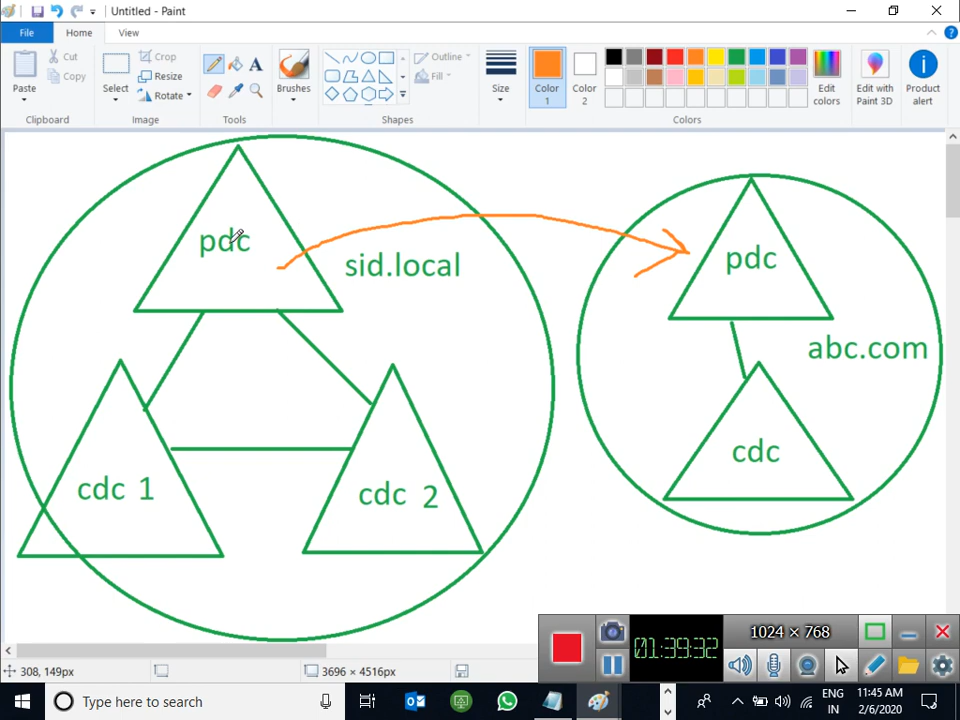 Untitled - Paint
File
Home
View
Paste
Cut
Copy
Clipboard
Select
Crop
Resize
Rotate
Image
A
Tools
Brushes
Outline
Fill
Shapes
Size
Color
1
Color
2
Edit
colors
Edit with
Paint 3D
Product
alert
Colors
pdc
sid.local
cdc 1
cdc 2
pdc
abc.com
cdc
01:39:32
1024 × 768
308, 149px
3696 × 4516px
Type here to search
ENG
IN
11:45 AM
2/6/2020